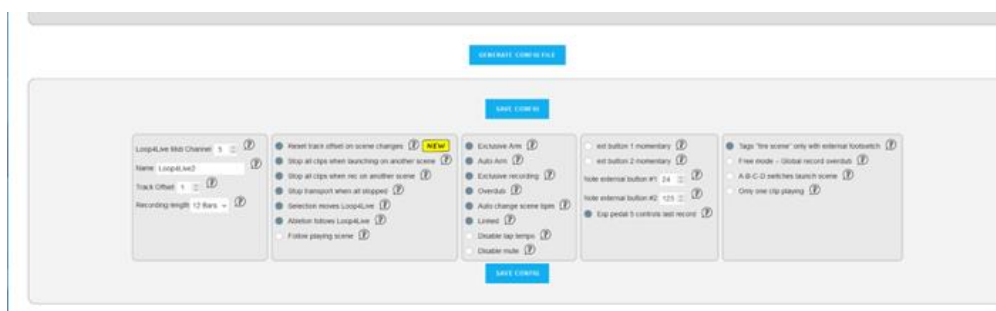 GENERATE CONFIG FILE
SAVE CONFIG
Loop4Live Midi Channel 5
Name Loop4Live2
Track Offset 1
Recording length 12 Bars
Reset track offset on scene changes NEW
Stop all clips when launching on another scene
Stop all clips when rec on another scene
Stop transport when all stopped
Selection moves Loop4Live
Ableton follows Loop4Live
Follow playing scene
Exclusive Arm
Auto Arm
Exclusive recording
Overdub
Auto change scene bpm
Limited
Disable tap tempo
Disable mute
ext button 1 momentary
ext button 2 momentary
Note external button #1 24
Note external button #2 125
Exp pedal 5 controls last record
Tags "fire scene" only with external footswitch
Free mode – Global record overdub
A-B-C-D switches launch scene
Only one clip playing
SAVE CONFIG